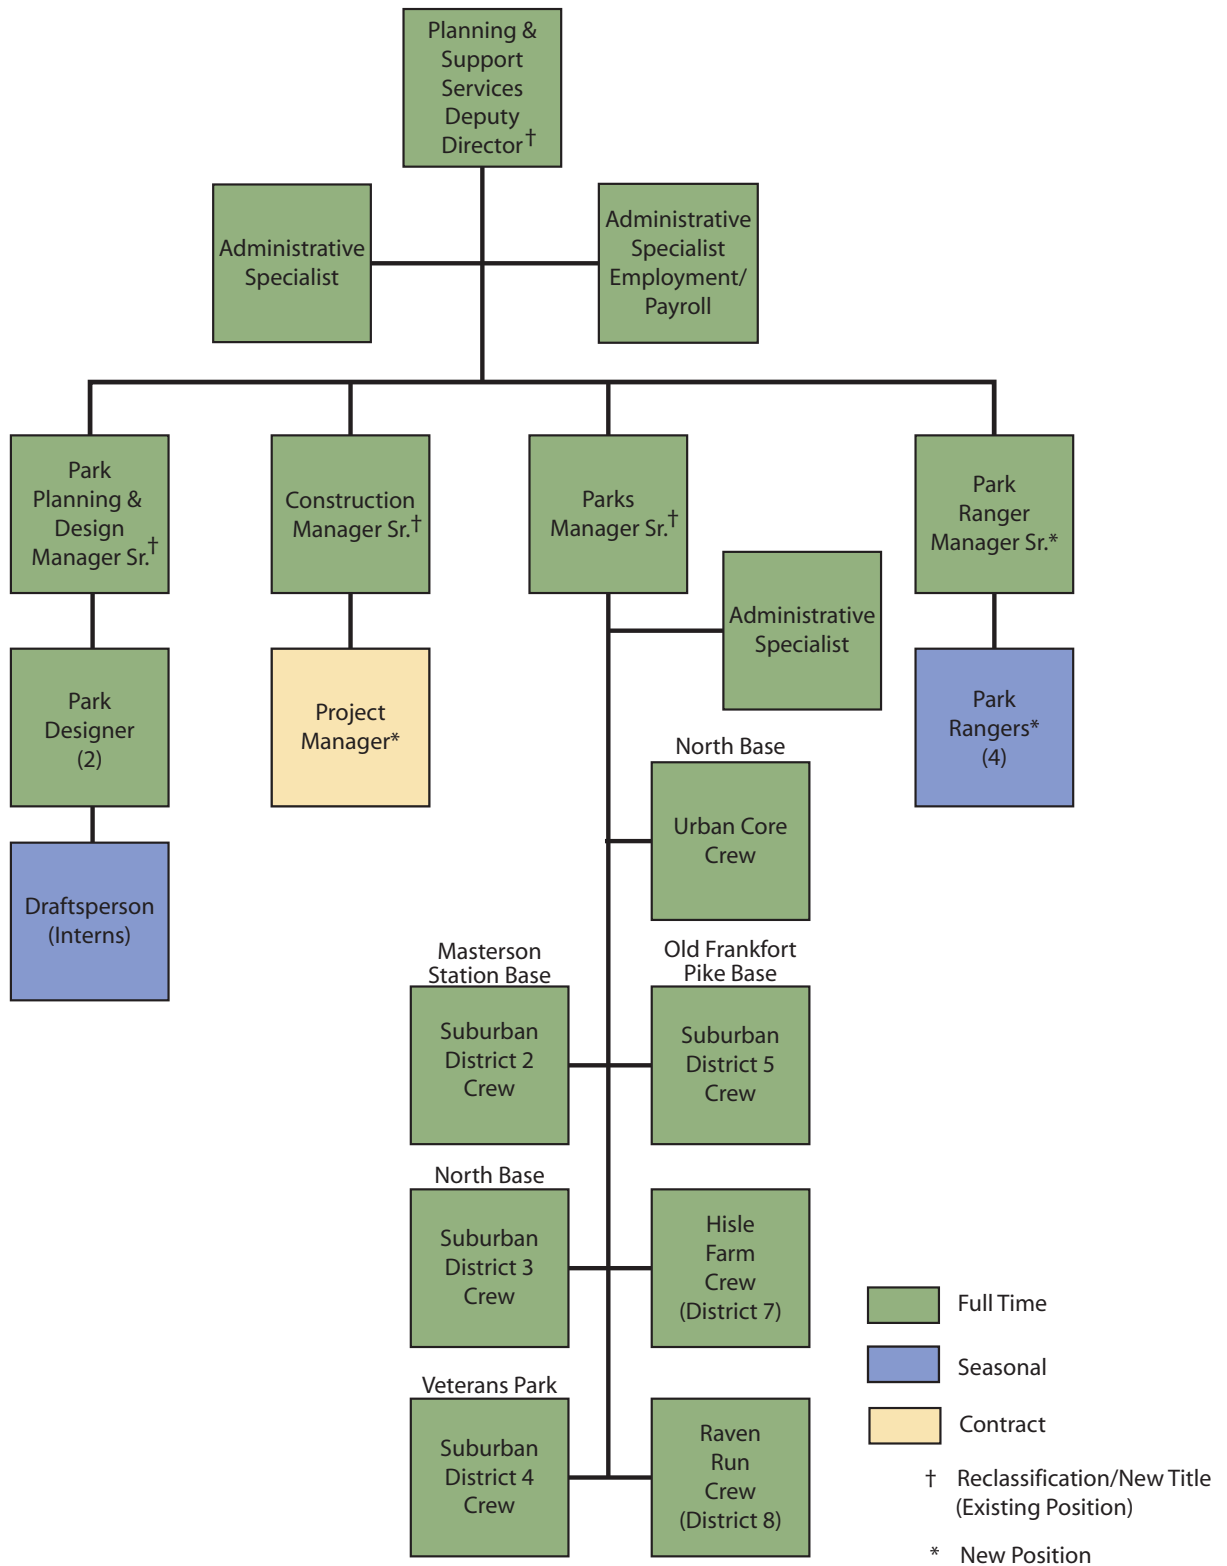 Planning &
Support
Services
Deputy
Director†
Administrative
Specialist
Administrative
Specialist
Employment/
Payroll
Park
Planning &
Design
Manager Sr.†
Construction
Manager Sr.†
Parks
Manager Sr.†
Park
Ranger
Manager Sr.*
Administrative
Specialist
Park
Designer
(2)
Project
Manager*
Park
Rangers*
(4)
North Base
Urban Core
Crew
Draftsperson
(Interns)
Masterson
Station Base
Suburban
District 2
Crew
Old Frankfort
Pike Base
Suburban
District 5
Crew
North Base
Suburban
District 3
Crew
Hisle
Farm
Crew
(District 7)
Veterans Park
Suburban
District 4
Crew
Raven
Run
Crew
(District 8)
Full Time
Seasonal
Contract
† Reclassification/New Title
(Existing Position)
* New Position